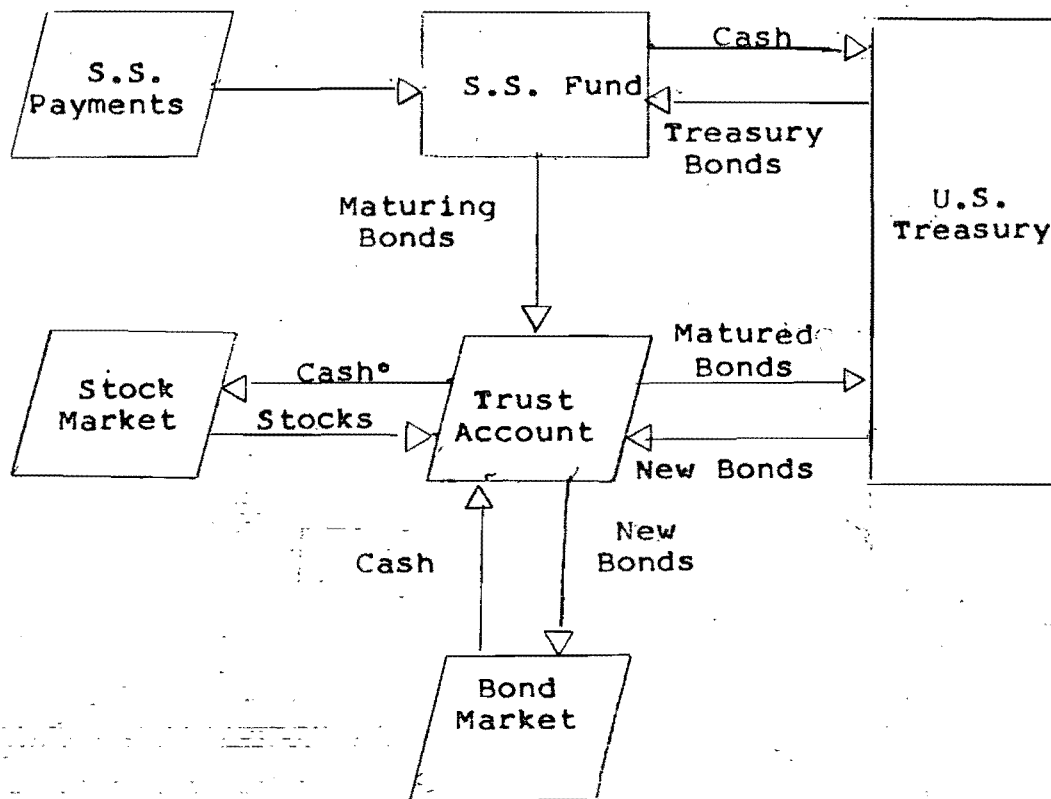 S.S.
Payments
S.S. Fund
Cash
Treasury
Bonds
U.S.
Treasury
Maturing
Bonds
Stock
Market
Cash
Stocks
Trust
Account
Matured
Bonds
New Bonds
Cash
New
Bonds
Bond
Market